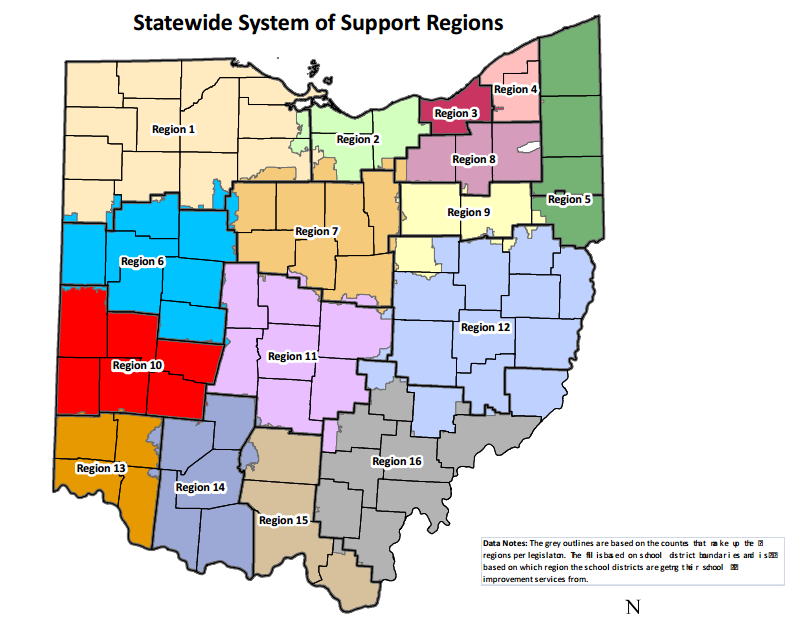 Statewide System of Support Regions
Region 4
Region 3
Region 1
Region 2
Region 8
Region 5
Region 9
Region 7
Region 6
Region 12
Region 11
Region 10
Region 16
Region 13
Region 14
Region 15
Data Notes: The grey outlines are based on the countes that make up the
regions per legislaton. The fill is based on school district boundaries and is
based on which region the school districts are getng their school
improvement services from.
N